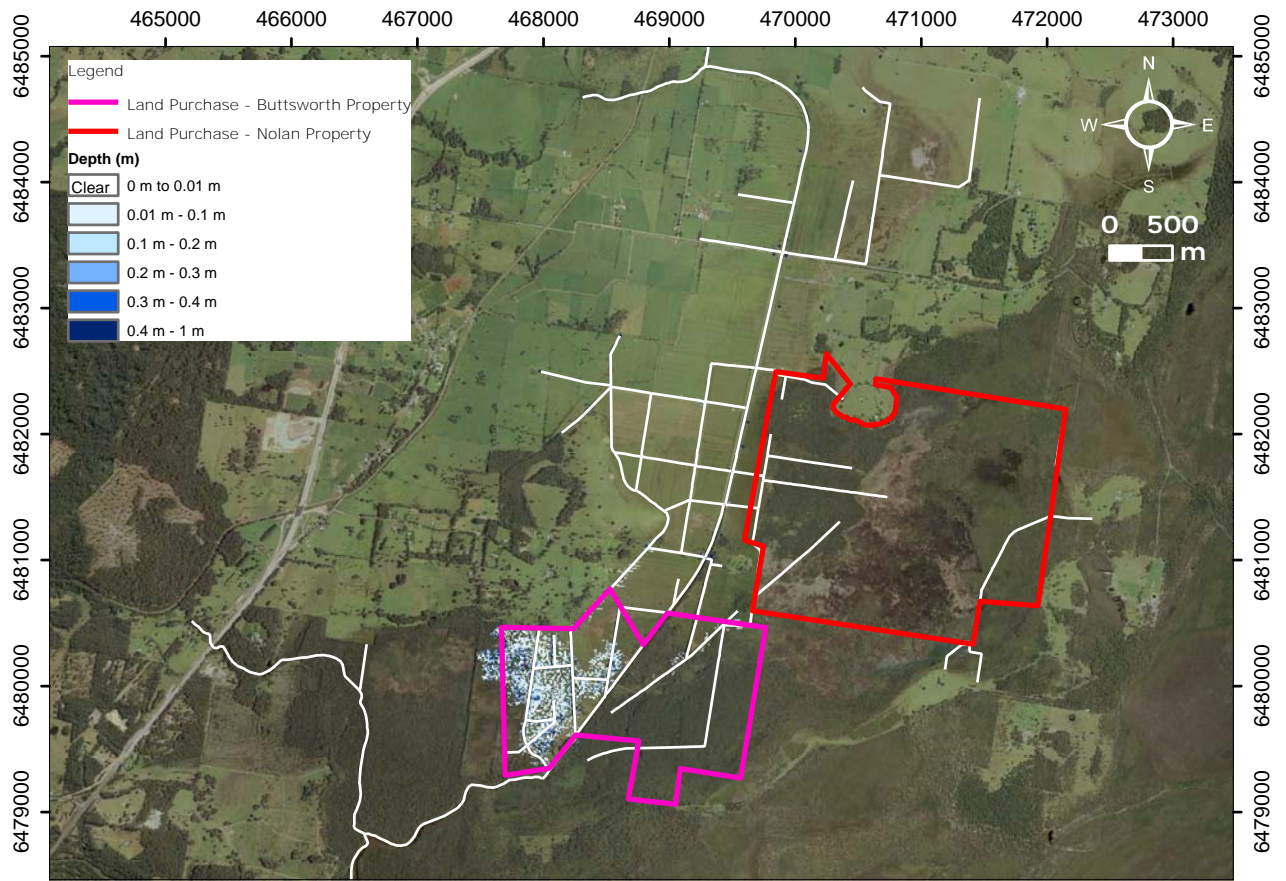 465000 466000 467000 468000 469000 470000 471000 472000 473000
6485000 6485000
Legend
Land Purchase - Buttsworth Property
Land Purchase - Nolan Property
Depth (m)
Clear 0 m to 0.01 m
0.01 m - 0.1 m
0.1 m - 0.2 m
0.2 m - 0.3 m
0.3 m - 0.4 m
0.4 m - 1 m
N
W E
S
0 500
m
6484000 6484000
6483000 6483000
6482000 6482000
6481000 6481000
6480000 6480000
6479000 6479000